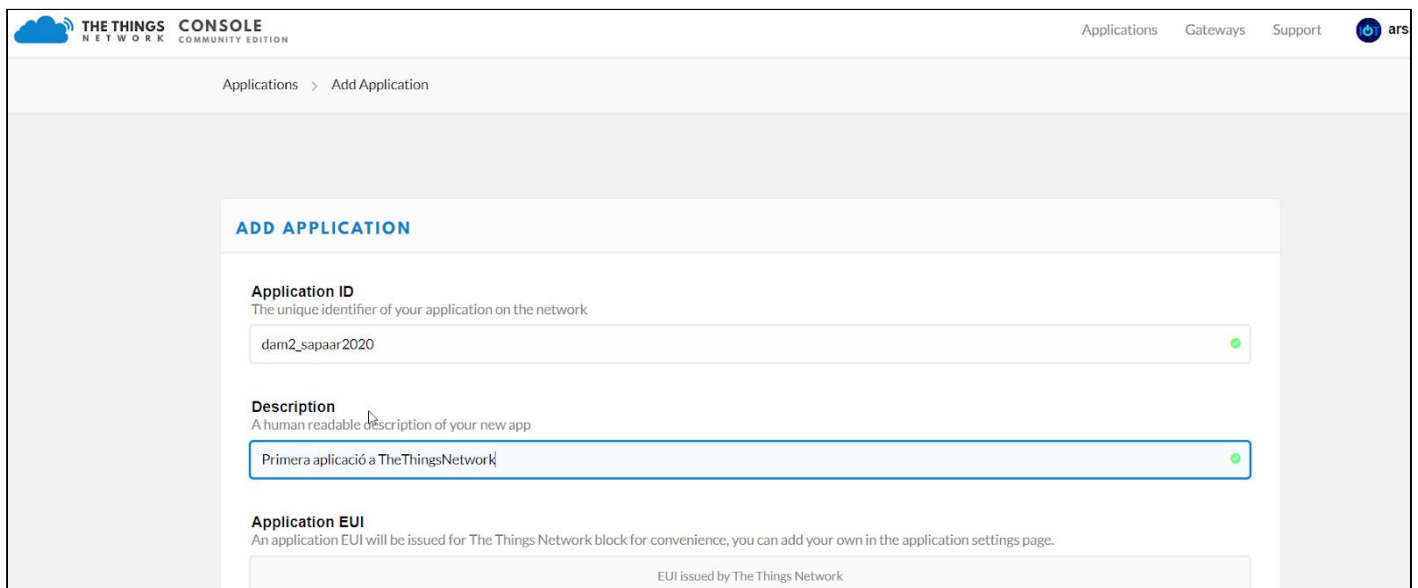 THE THINGS CONSOLE
NETWORK COMMUNITY EDITION
Applications Gateways Support IOT ars
Applications > Add Application
ADD APPLICATION
Application ID
The unique identifier of your application on the network
dam2_sapaar2020
Description
A human readable description of your new app
Primera aplicació a TheThingsNetwork
Application EUI
An application EUI will be issued for The Things Network block for convenience, you can add your own in the application settings page.
EUI issued by The Things Network